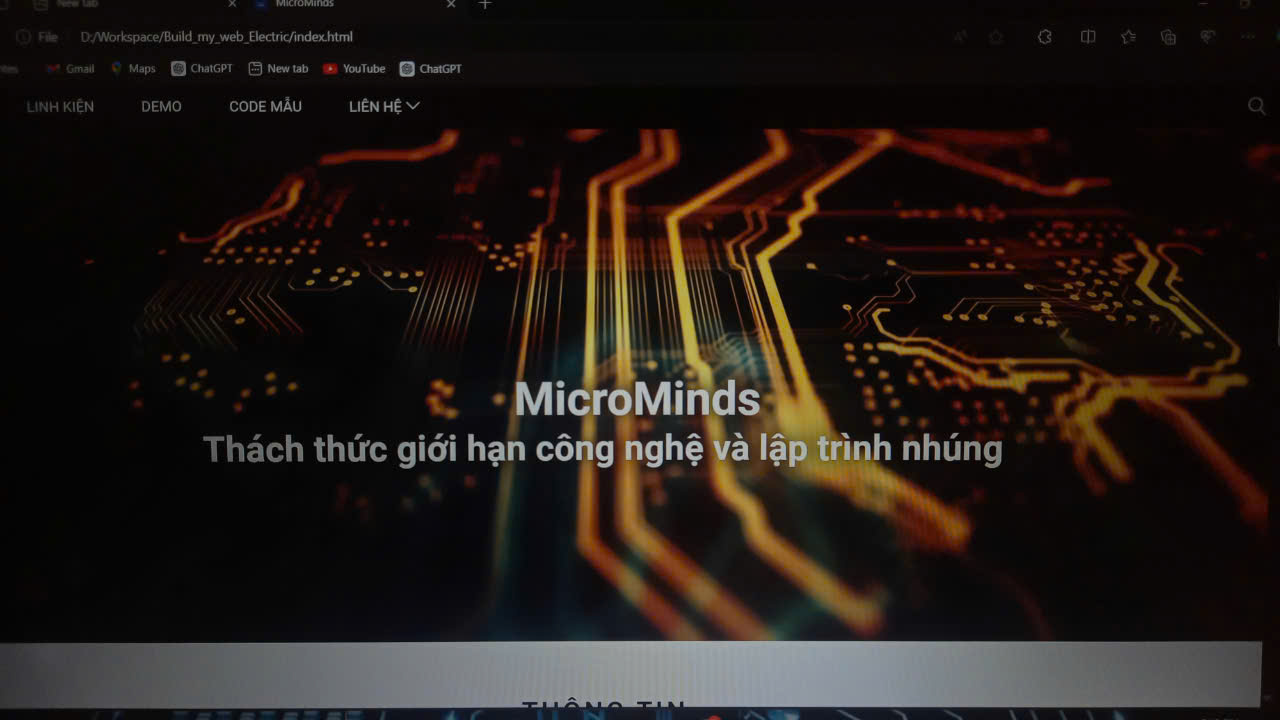 New tab
MicroMinds
File D:/Workspace/Build_my_web_Electric/index.html
Gmail Maps ChatGPT New tab YouTube ChatGPT
LINH KIỆN DEMO CODE MẪU LIÊN HỆ
MicroMinds
Thách thức giới hạn công nghệ và lập trình nhúng
THÔNG TIN